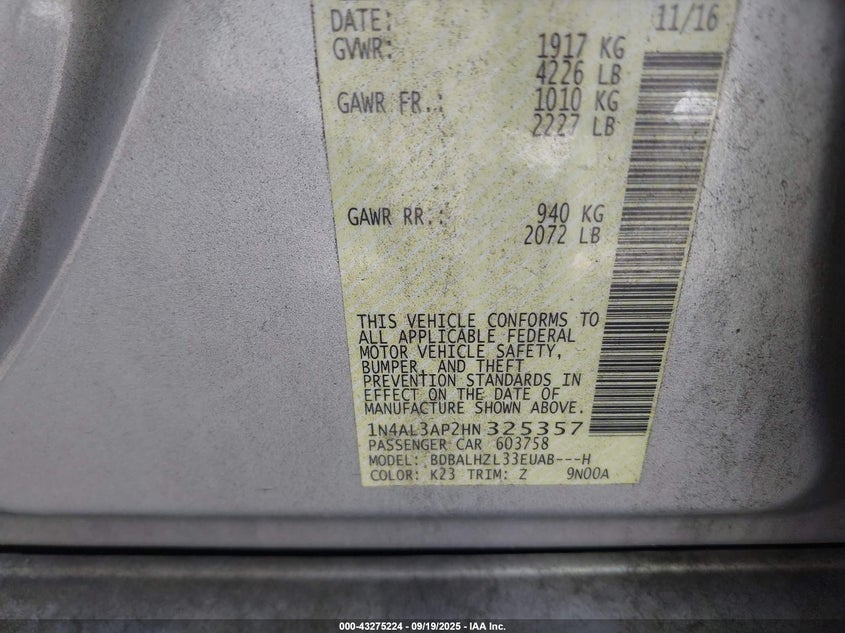 DATE: 11/16
GVWR: 1917 KG
4226 LB
GAWR FR.: 1010 KG
2227 LB
GAWR RR.: 940 KG
2072 LB
THIS VEHICLE CONFORMS TO
ALL APPLICABLE FEDERAL
MOTOR VEHICLE SAFETY,
BUMPER, AND THEFT
PREVENTION STANDARDS IN
EFFECT ON THE DATE OF
MANUFACTURE SHOWN ABOVE.
1N4AL3AP2HN 325357
PASSENGER CAR 603758
MODEL: BDBALHZL33EUAB---H
COLOR: K23 TRIM: Z 9N00A
000-43275224 - 09/19/2025 - IAA Inc.